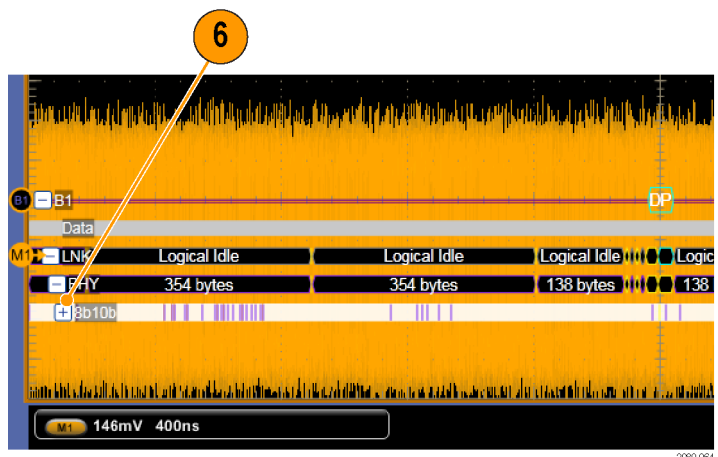 6
B1 B1 DP
Data
M1 LNK Logical Idle Logical Idle Logical Idle Logic
PHY 354 bytes 354 bytes 138 bytes 138
8b10b
M1 146mV 400ns